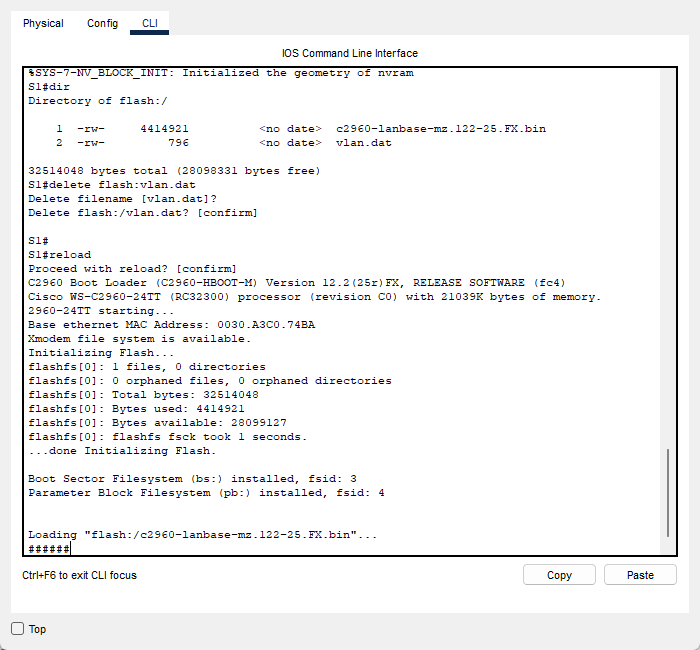 Physical Config CLI
IOS Command Line Interface
%SYS-7-NV_BLOCK_INIT: Initialized the geometry of nvram
S1#dir
Directory of flash:/
1 -rw- 4414921 <no date> c2960-lanbase-mz.122-25.FX.bin
2 -rw- 796 <no date> vlan.dat
32514048 bytes total (28098331 bytes free)
S1#delete flash:vlan.dat
Delete filename [vlan.dat]?
Delete flash:/vlan.dat? [confirm]
S1#
S1#reload
Proceed with reload? [confirm]
C2960 Boot Loader (C2960-HBOOT-M) Version 12.2(25r)FX, RELEASE SOFTWARE (fc4)
Cisco WS-C2960-24TT (RC32300) processor (revision C0) with 21039K bytes of memory.
2960-24TT starting...
Base ethernet MAC Address: 0030.A3C0.74BA
Xmodem file system is available.
Initializing Flash...
flashfs[0]: 1 files, 0 directories
flashfs[0]: 0 orphaned files, 0 orphaned directories
flashfs[0]: Total bytes: 32514048
flashfs[0]: Bytes used: 4414921
flashfs[0]: Bytes available: 28099127
flashfs[0]: flashfs fsck took 1 seconds.
...done Initializing Flash.
Boot Sector Filesystem (bs:) installed, fsid: 3
Parameter Block Filesystem (pb:) installed, fsid: 4
Loading "flash:/c2960-lanbase-mz.122-25.FX.bin"...
######
Ctrl+F6 to exit CLI focus
Copy Paste
Top